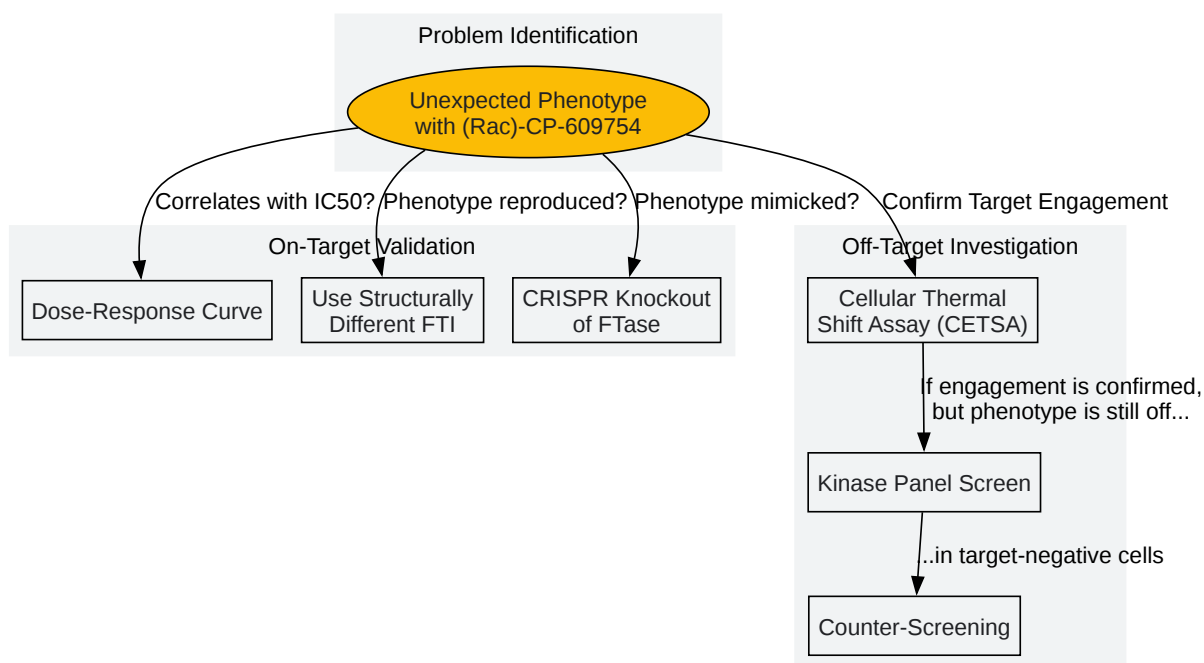 Problem Identification
Unexpected Phenotype
with (Rac)-CP-609754
Correlates with IC50?
Phenotype reproduced?
Phenotype mimicked?
Confirm Target Engagement
On-Target Validation
Off-Target Investigation
Dose-Response Curve
Use Structurally
Different FTI
CRISPR Knockout
of FTase
Cellular Thermal
Shift Assay (CETSA)
If engagement is confirmed,
but phenotype is still off...
Kinase Panel Screen
...in target-negative cells
Counter-Screening